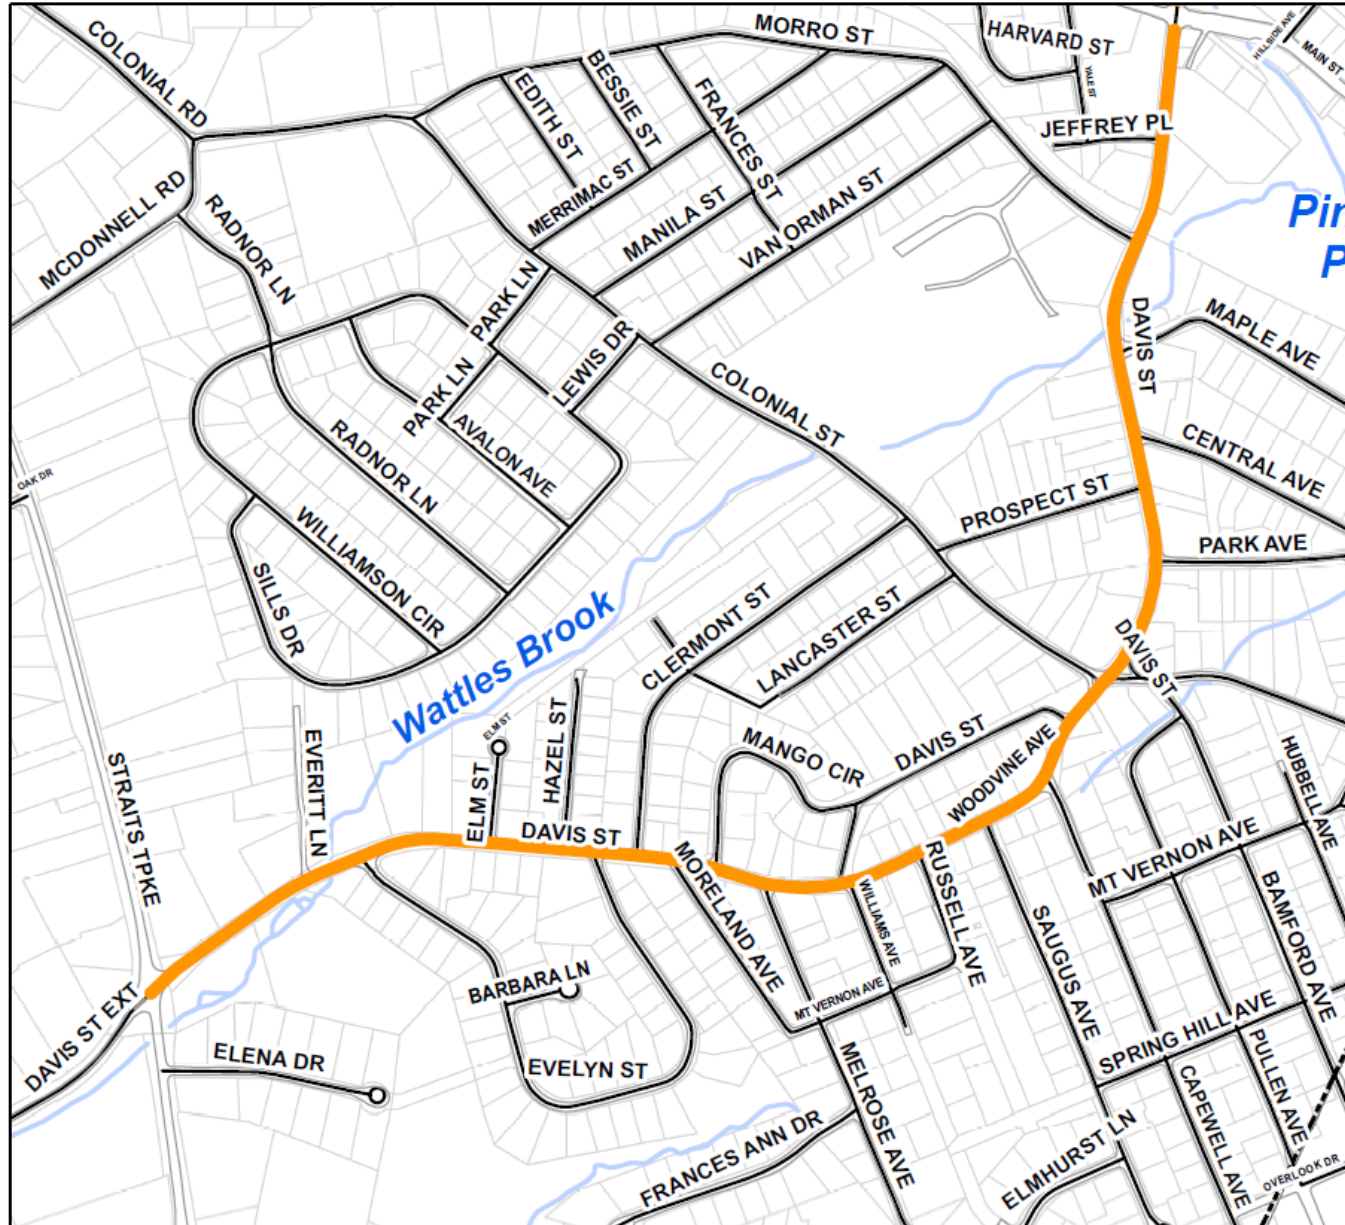 COLONIAL RD
MORRO ST
HARVARD ST
HILLSIDE AVE
MAIN ST
YALE ST
BESSIE ST
EDITH ST
FRANCES ST
JEFFREY PL
MERRIMAC ST
MCDONNELL RD
RADNOR LN
MANILA ST
VAN ORMAN ST
Pin
P
PARK LN
DAVIS ST
MAPLE AVE
LEWIS DR
PARK LN
COLONIAL ST
AVALON AVE
RADNOR LN
CENTRAL AVE
OAK DR
PROSPECT ST
WILLIAMSON CIR
PARK AVE
SILLS DR
Wattles Brook
CLERMONT ST
LANCASTER ST
DAVIS ST
ELM ST
HAZEL ST
EVERITT LN
STRAITS TPKE
MANGO CIR
DAVIS ST
WOODVINE AVE
HUBBELL AVE
ELM ST
DAVIS ST
MORELAND AVE
RUSSELL AVE
MT VERNON AVE
WILLIAMS AVE
BAMFORD AVE
SAUGUS AVE
BARBARA LN
MT VERNON AVE
DAVIS ST EXT
SPRING HILL AVE
ELENA DR
EVELYN ST
MELROSE AVE
PULLEN AVE
CAPEWELL AVE
FRANCES ANN DR
ELMHURST LN
OVERLOOK DR